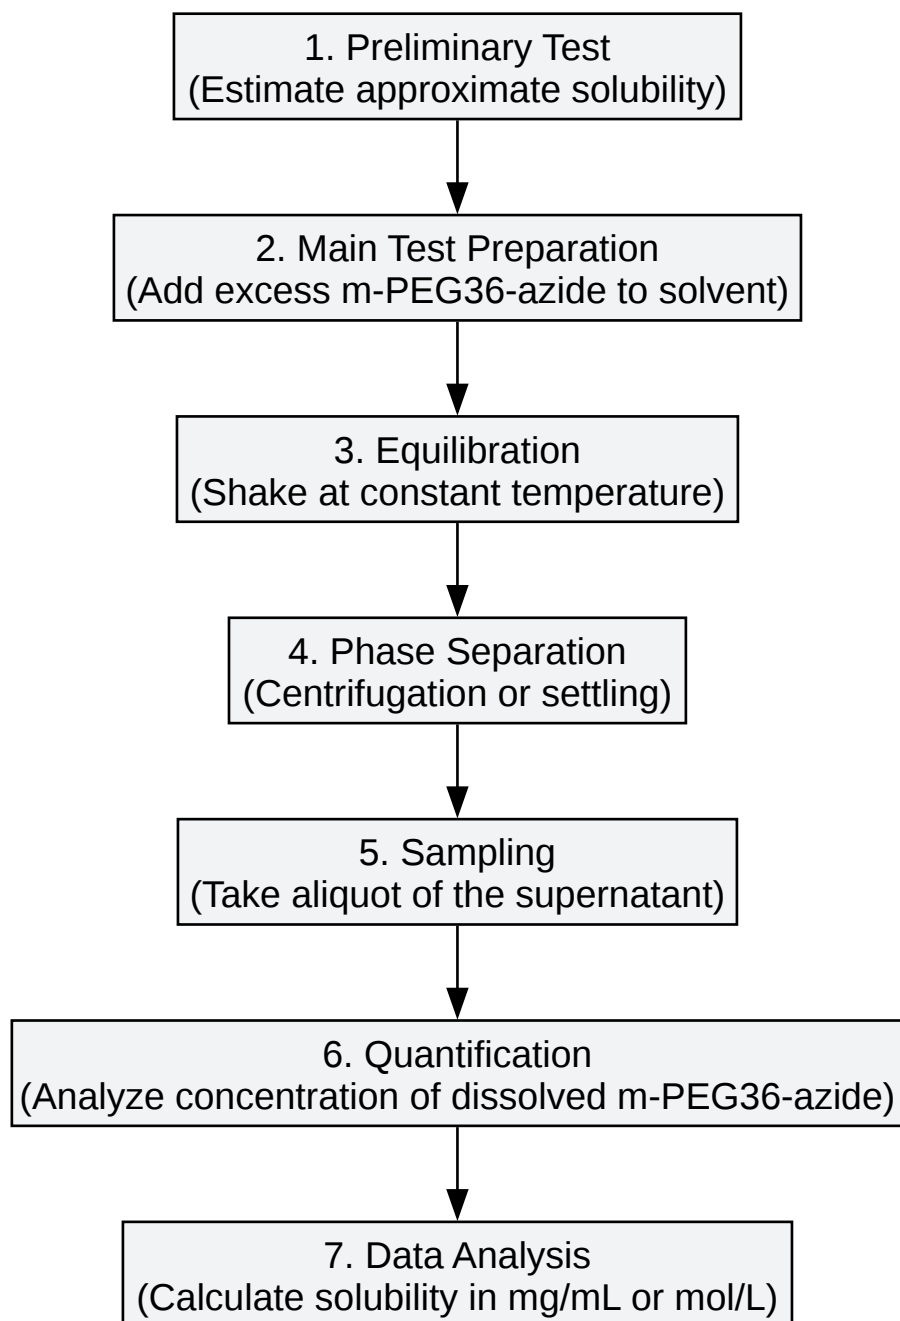 1. Preliminary Test
(Estimate approximate solubility)
2. Main Test Preparation
(Add excess m-PEG36-azide to solvent)
3. Equilibration
(Shake at constant temperature)
4. Phase Separation
(Centrifugation or settling)
5. Sampling
(Take aliquot of the supernatant)
6. Quantification
(Analyze concentration of dissolved m-PEG36-azide)
7. Data Analysis
(Calculate solubility in mg/mL or mol/L)